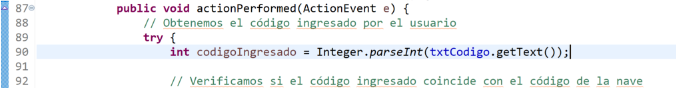 87 public void actionPerformed(ActionEvent e) {
88 // Obtenemos el código ingresado por el usuario
89 try {
90 int codigoIngresado = Integer.parseInt(txtCodigo.getText());
91
92 // Verificamos si el código ingresado coincide con el código de la nave